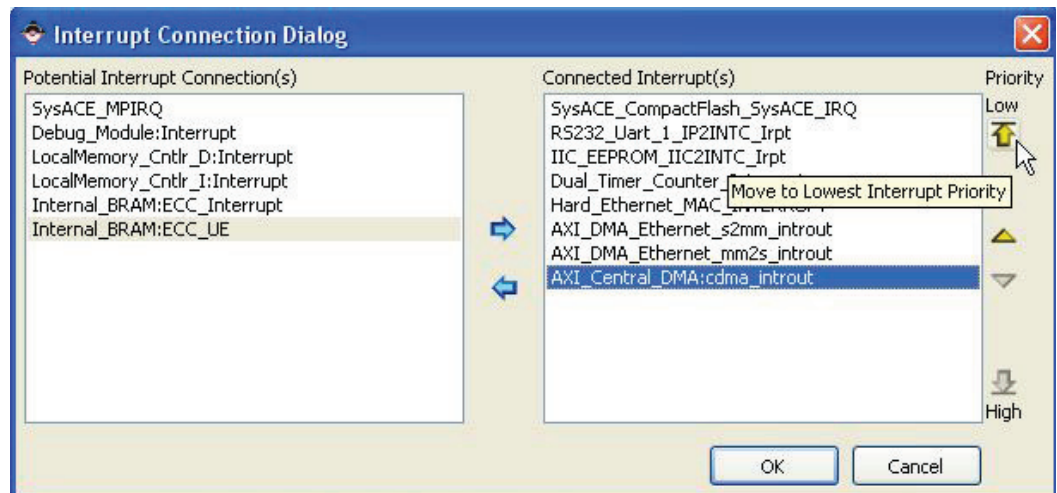 Interrupt Connection Dialog
Potential Interrupt Connection(s)
SysACE_MPIRQ
Debug_Module:Interrupt
LocalMemory_Cntlr_D:Interrupt
LocalMemory_Cntlr_I:Interrupt
Internal_BRAM:ECC_Interrupt
Internal_BRAM:ECC_UE
Connected Interrupt(s)
SysACE_CompactFlash_SysACE_IRQ
RS232_Uart_1_IP2INTC_Irpt
IIC_EEPROM_IIC2INTC_Irpt
Dual_Timer_Counter
Move to Lowest Interrupt Priority
Hard_Ethernet_MAC
AXI_DMA_Ethernet_s2mm_introut
AXI_DMA_Ethernet_mm2s_introut
AXI_Central_DMA:cdma_introut
Priority
Low
High
OK
Cancel